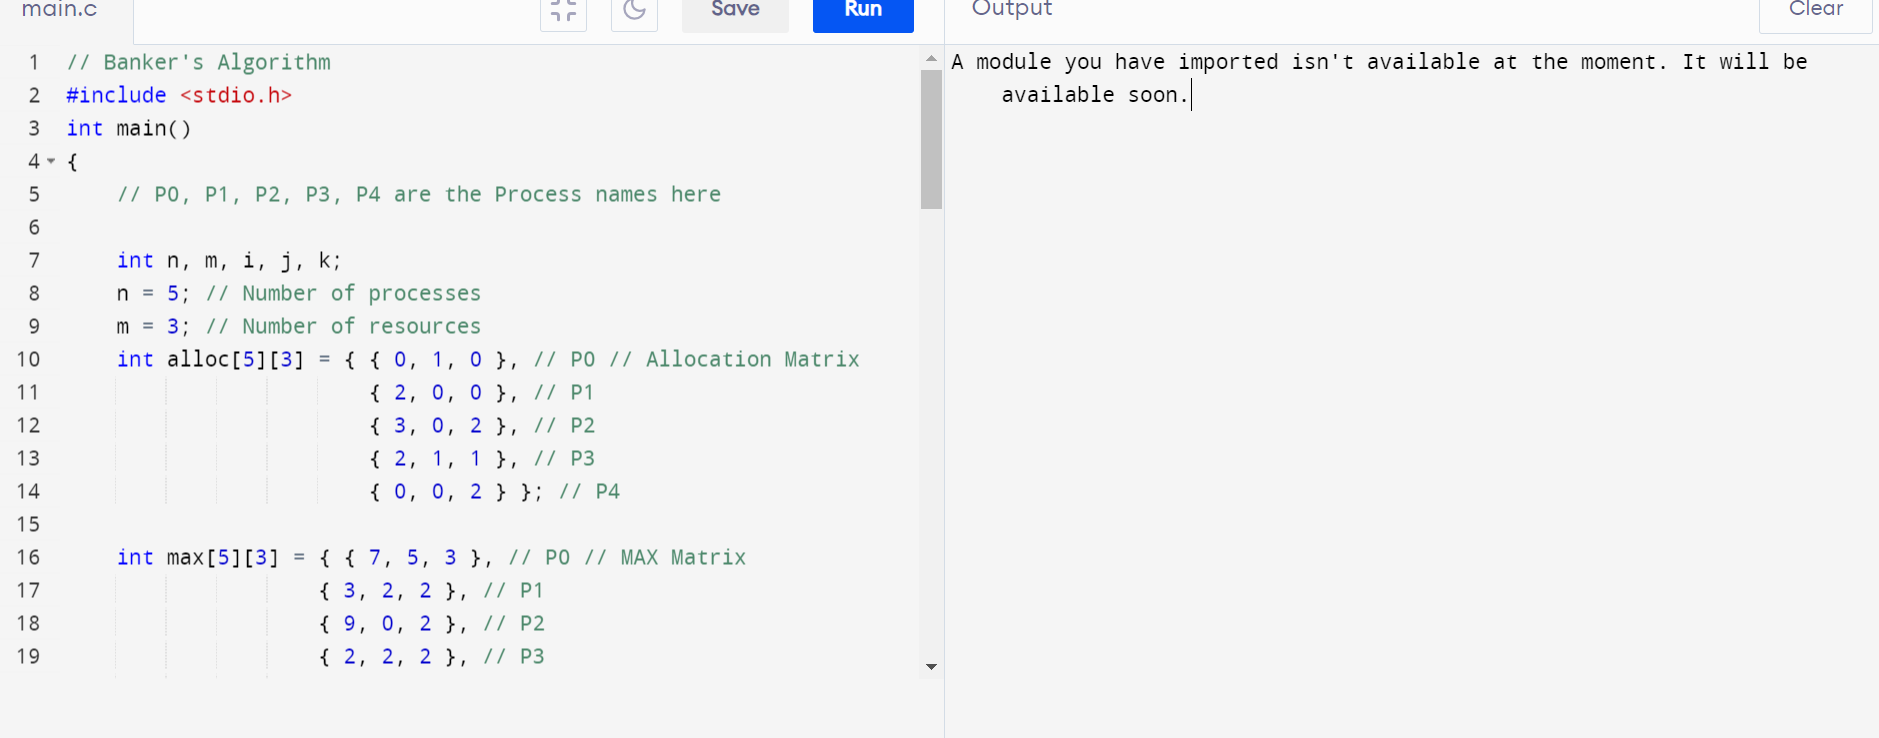 main.c Save Run Output Clear
1 // Banker's Algorithm
2 #include <stdio.h>
3 int main()
4 {
5 // P0, P1, P2, P3, P4 are the Process names here
6
7 int n, m, i, j, k;
8 n = 5; // Number of processes
9 m = 3; // Number of resources
10 int alloc[5][3] = { { 0, 1, 0 }, // P0 // Allocation Matrix
11 { 2, 0, 0 }, // P1
12 { 3, 0, 2 }, // P2
13 { 2, 1, 1 }, // P3
14 { 0, 0, 2 } }; // P4
15
16 int max[5][3] = { { 7, 5, 3 }, // P0 // MAX Matrix
17 { 3, 2, 2 }, // P1
18 { 9, 0, 2 }, // P2
19 { 2, 2, 2 }, // P3
A module you have imported isn't available at the moment. It will be
available soon.